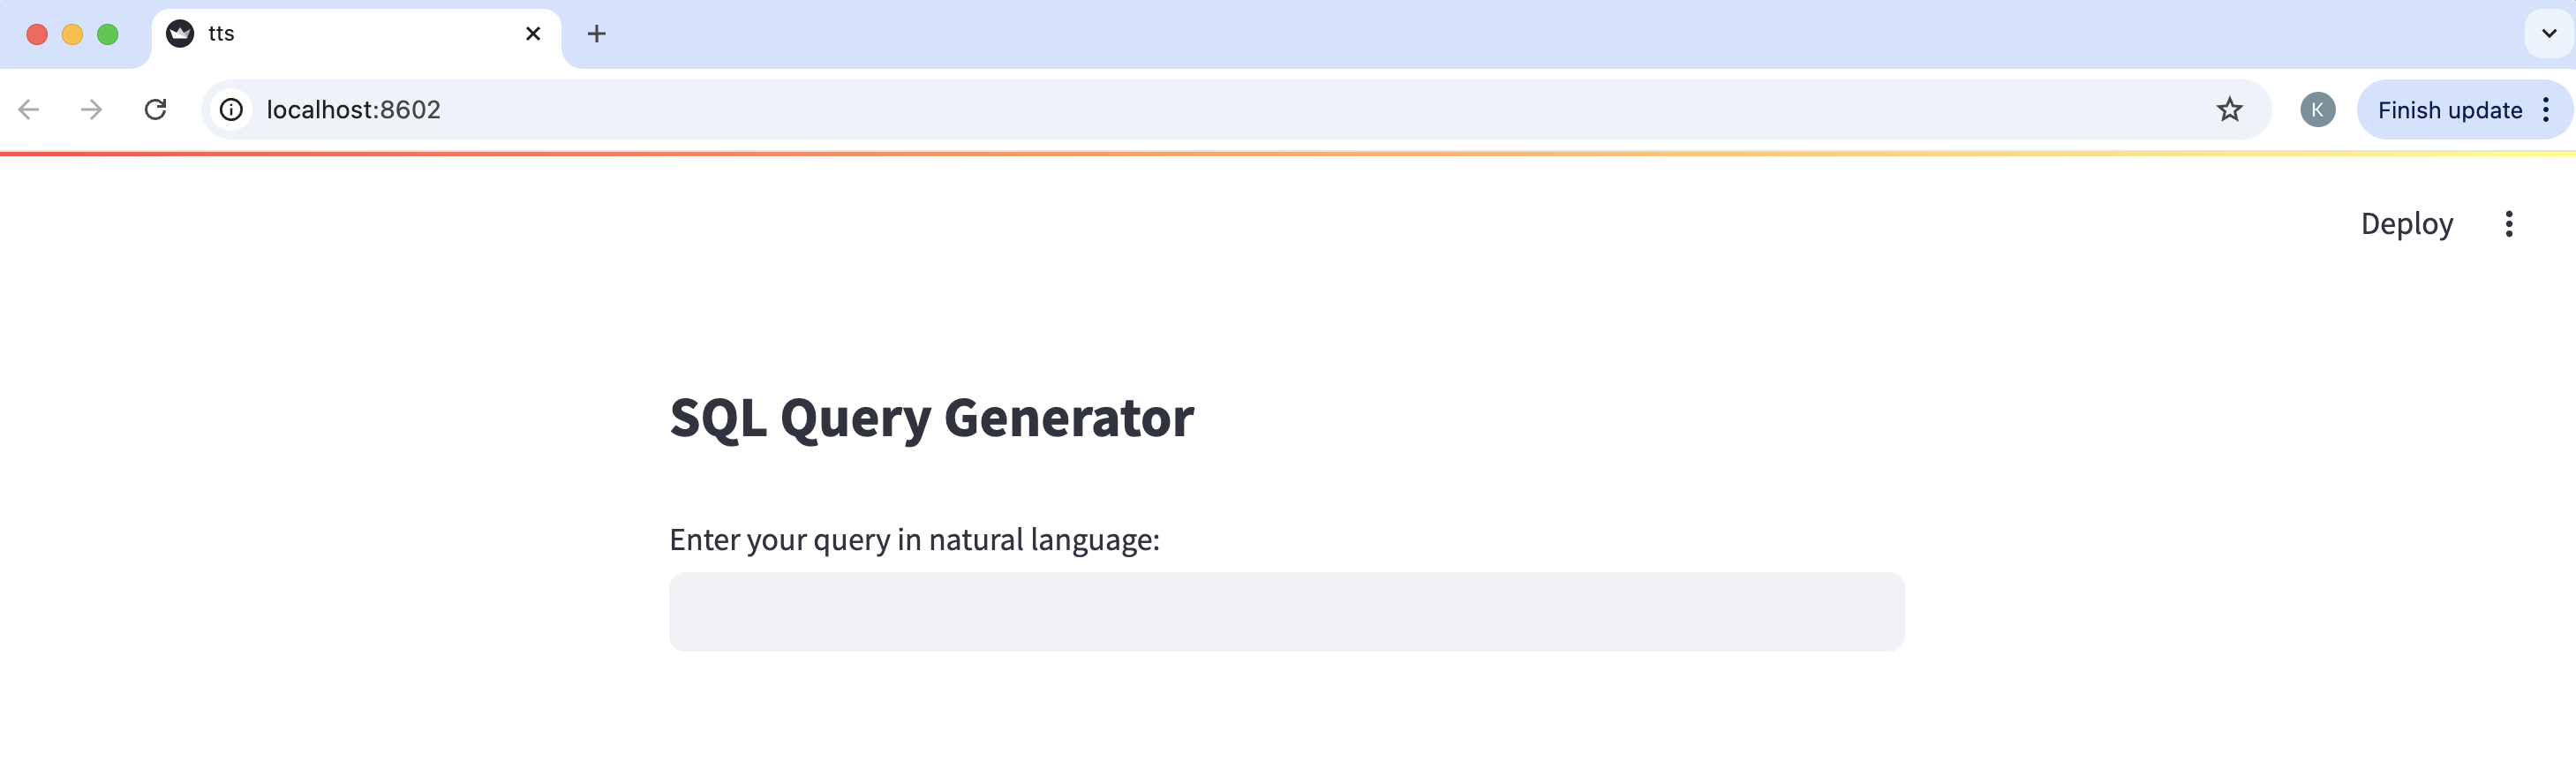 tts
localhost:8602
K
Finish update
Deploy
SQL Query Generator
Enter your query in natural language: